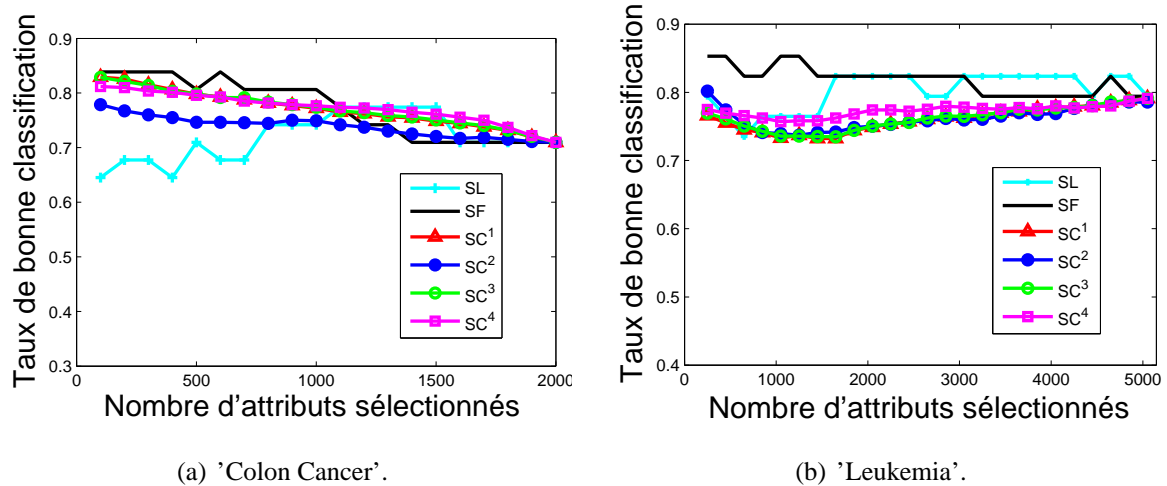 Taux de bonne classification
0.9
0.8
0.7
0.6
0.5
0.4
0.3
0
500
1000
1500
2000
SL
SF
SC¹
SC²
SC³
SC⁴
Nombre d'attributs sélectionnés
(a) 'Colon Cancer'.
Taux de bonne classification
0.9
0.8
0.7
0.6
0.5
0.4
0
1000
2000
3000
4000
5000
SL
SF
SC¹
SC²
SC³
SC⁴
Nombre d'attributs sélectionnés
(b) 'Leukemia'.